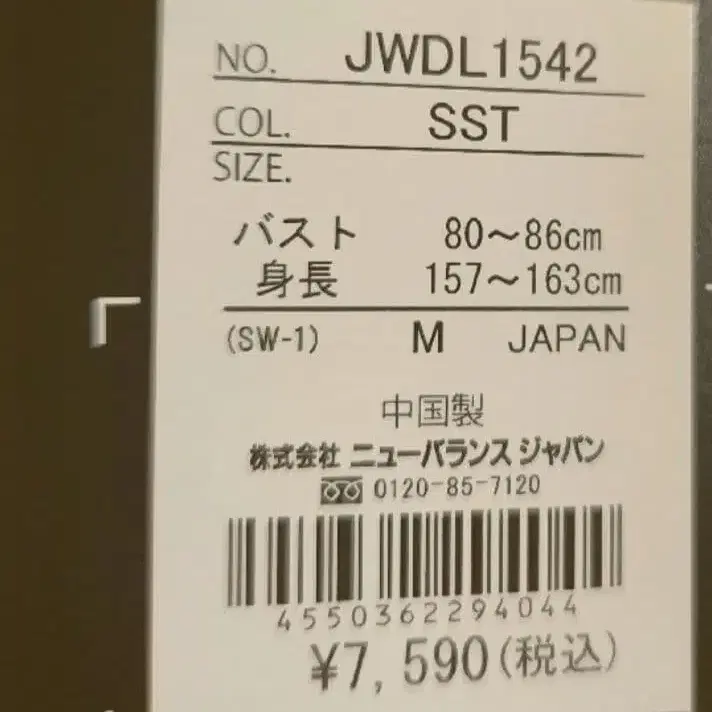 NO. JWDL1542
COL. SST
SIZE.
バスト 80～86cm
身長 157～163cm
(SW-1) M JAPAN
中国製
株式会社 ニューバランス ジャパン
0120-85-7120
4550362294044
¥7,590(税込)